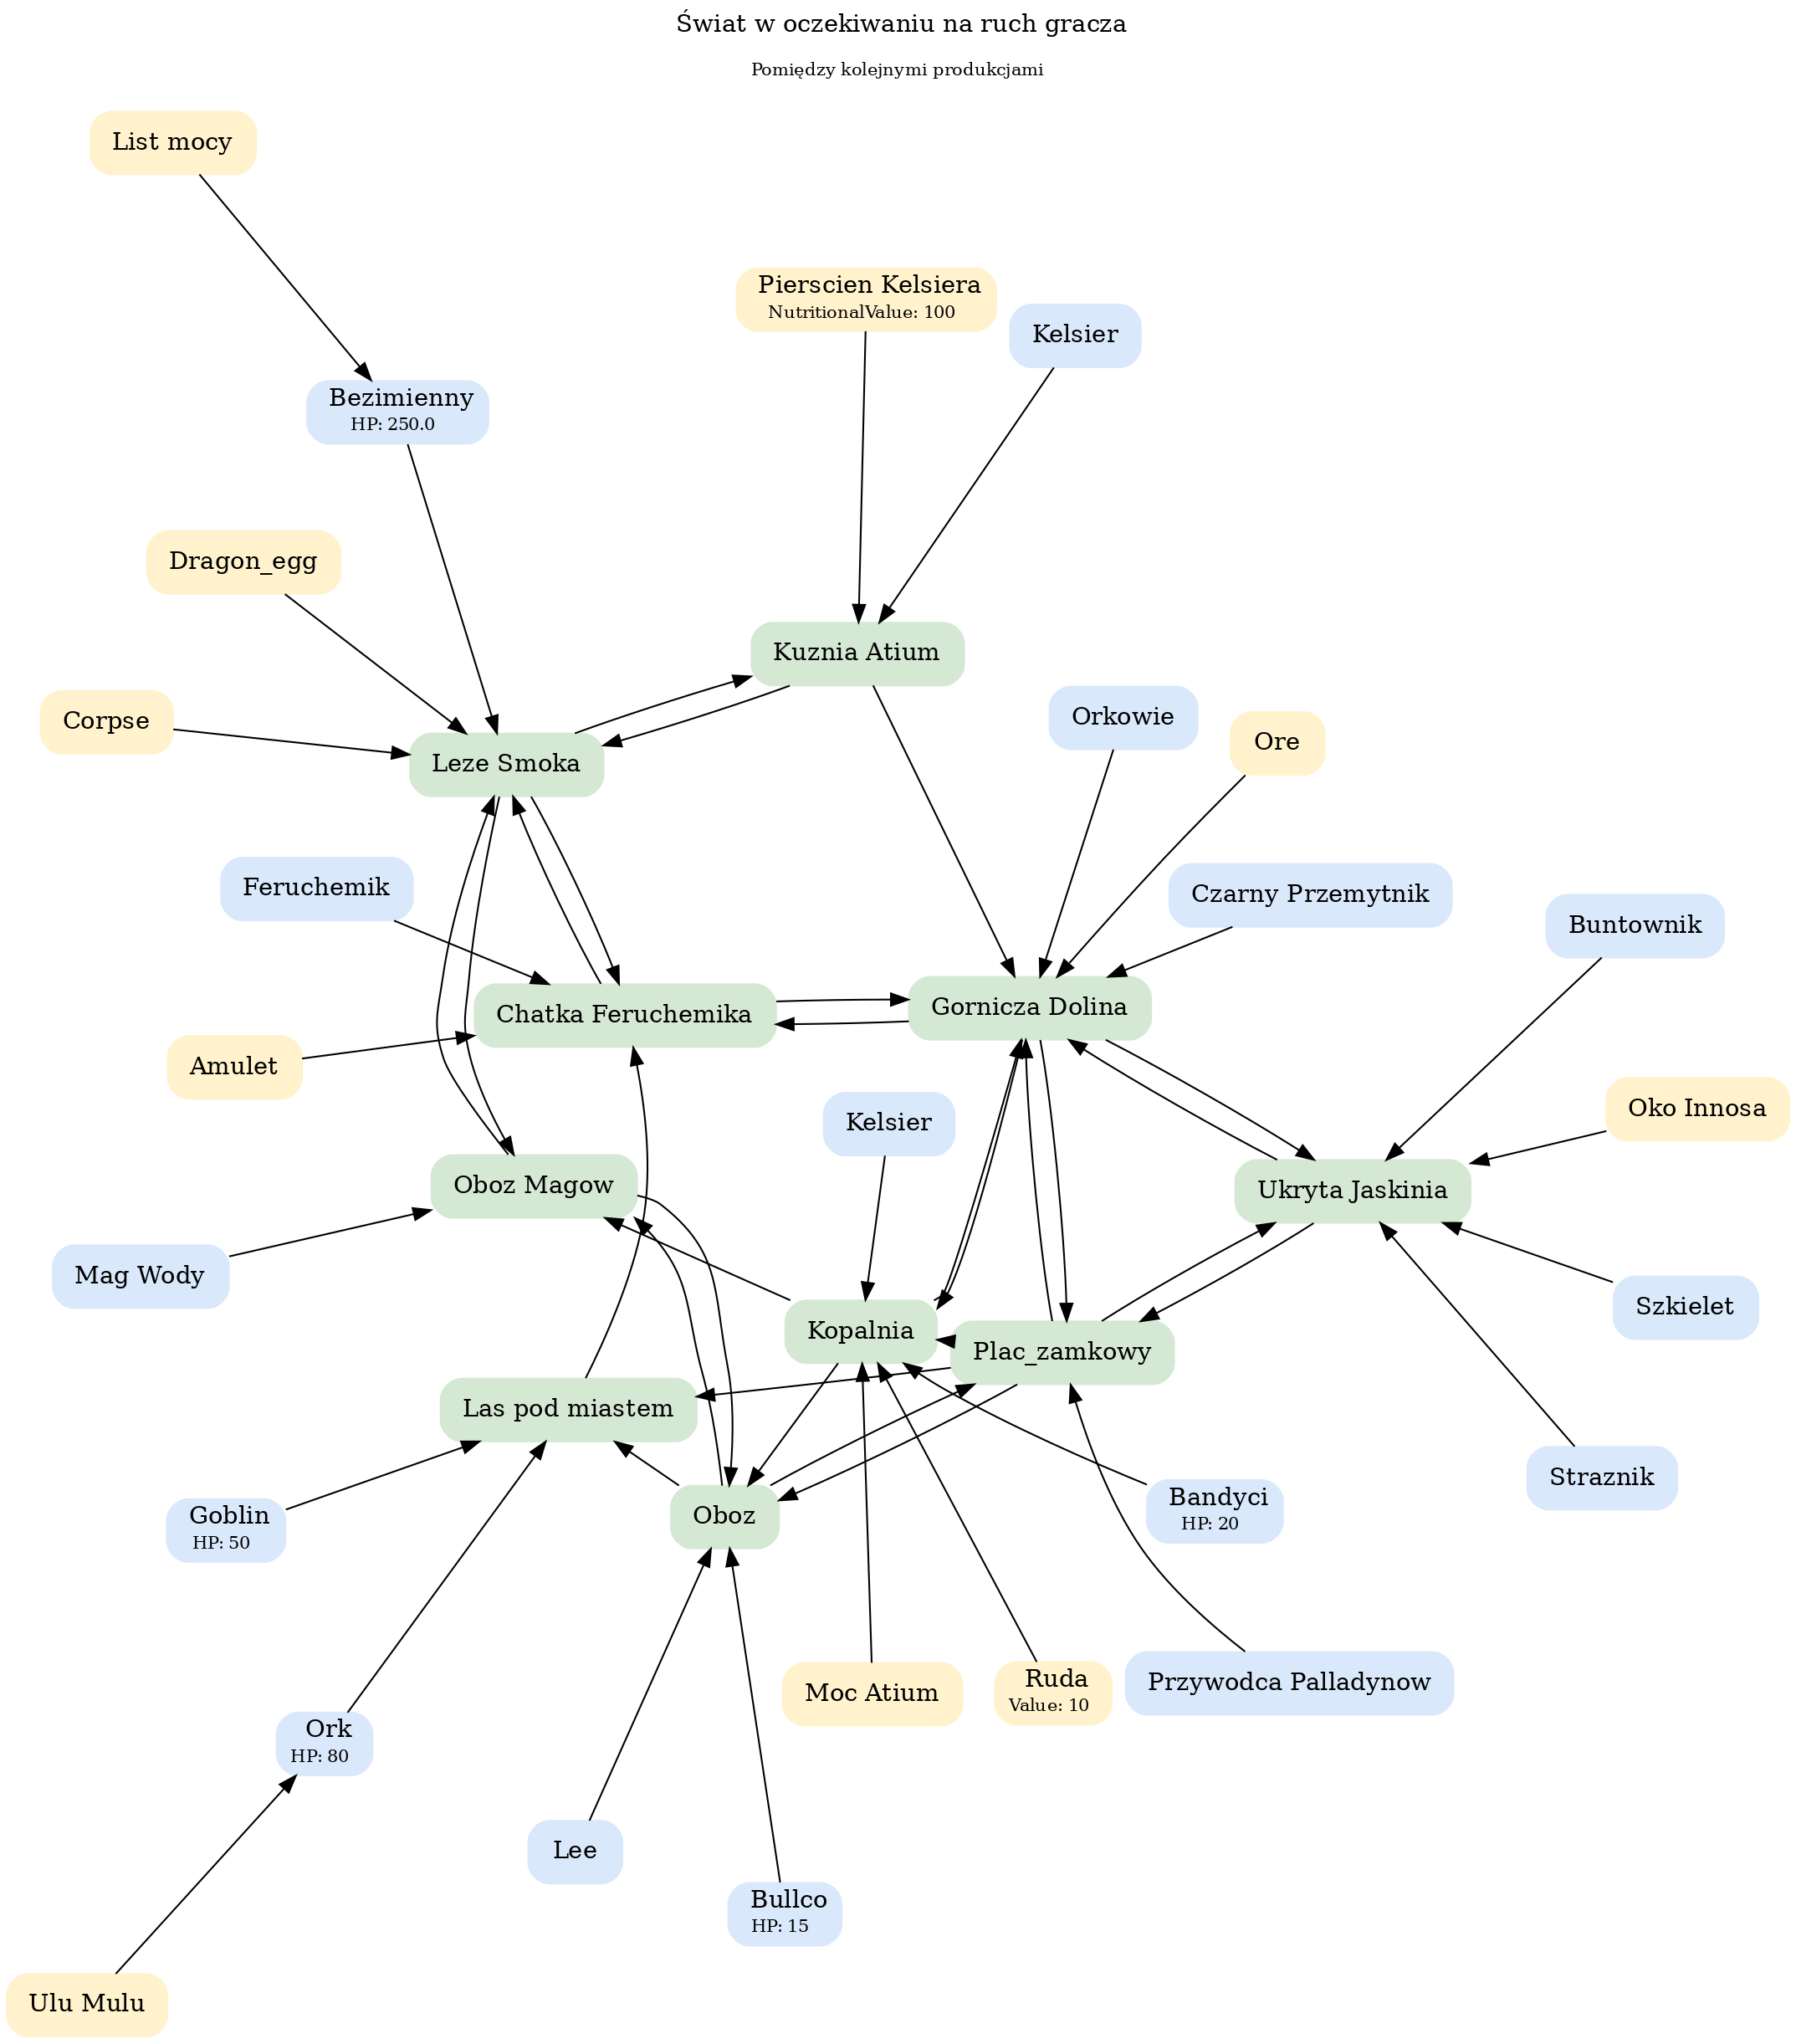 Świat w oczekiwaniu na ruch gracza
Pomiędzy kolejnymi produkcjami
List mocy
Pierscien Kelsiera
NutritionalValue: 100
Kelsier
Bezimienny
HP: 250.0
Dragon_egg
Kuznia Atium
Corpse
Orkowie
Ore
Leze Smoka
Feruchemik
Czarny Przemytnik
Buntownik
Chatka Feruchemika
Gornicza Dolina
Amulet
Kelsier
Oko Innosa
Oboz Magow
Ukryta Jaskinia
Mag Wody
Szkielet
Kopalnia
Plac_zamkowy
Las pod miastem
Straznik
Goblin
HP: 50
Oboz
Bandyci
HP: 20
Moc Atium
Ruda
Value: 10
Przywodca Palladynow
Ork
HP: 80
Lee
Bullco
HP: 15
Ulu Mulu